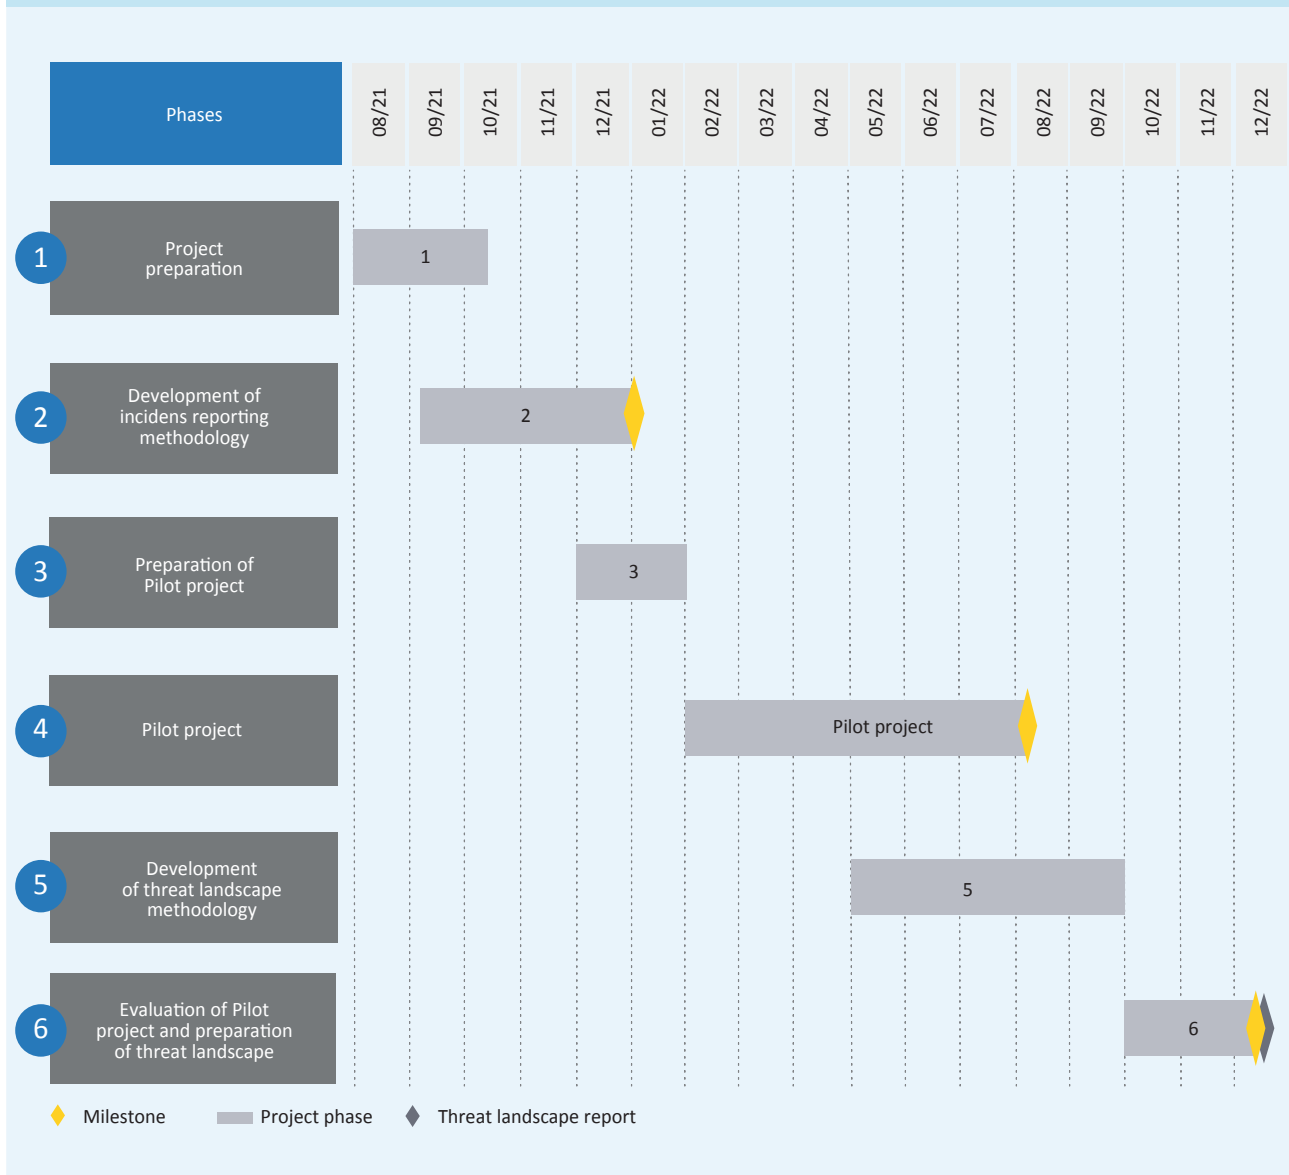 Phases
08/21
09/21
10/21
11/21
12/21
01/22
02/22
03/22
04/22
05/22
06/22
07/22
08/22
09/22
10/22
11/22
12/22
1
Project
preparation
1
2
Development of
incidens reporting
methodology
2
3
Preparation of
Pilot project
3
4
Pilot project
Pilot project
5
Development
of threat landscape
methodology
5
6
Evaluation of Pilot
project and preparation
of threat landscape
6
Milestone
Project phase
Threat landscape report